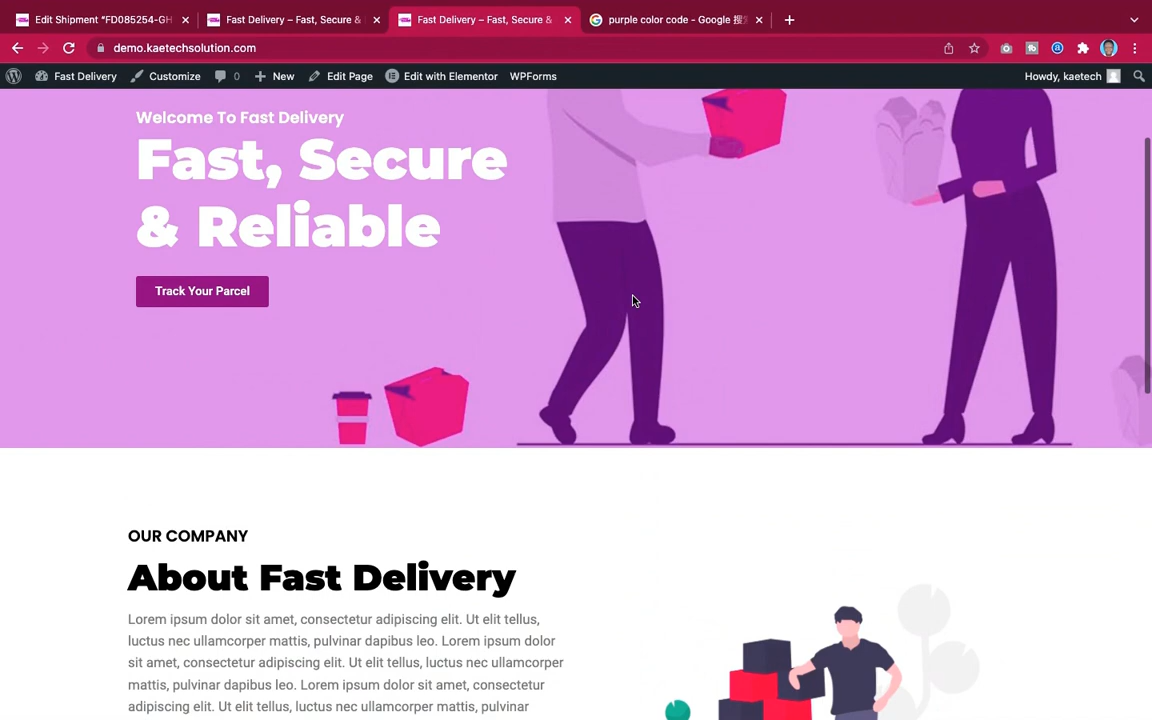 Edit Shipment "FD085254-GH
Fast Delivery – Fast, Secure &
Fast Delivery – Fast, Secure &
purple color code - Google
demo.kaetechsolution.com
Fast Delivery
Customize
0
New
Edit Page
Edit with Elementor
WPForms
Howdy, kaetech
Welcome To Fast Delivery
Fast, Secure
& Reliable
Track Your Parcel
OUR COMPANY
About Fast Delivery
Lorem ipsum dolor sit amet, consectetur adipiscing elit. Ut elit tellus,
luctus nec ullamcorper mattis, pulvinar dapibus leo. Lorem ipsum dolor
sit amet, consectetur adipiscing elit. Ut elit tellus, luctus nec ullamcorper
mattis, pulvinar dapibus leo. Lorem ipsum dolor sit amet, consectetur
adipiscing elit. Ut elit tellus, luctus nec ullamcorper mattis, pulvinar